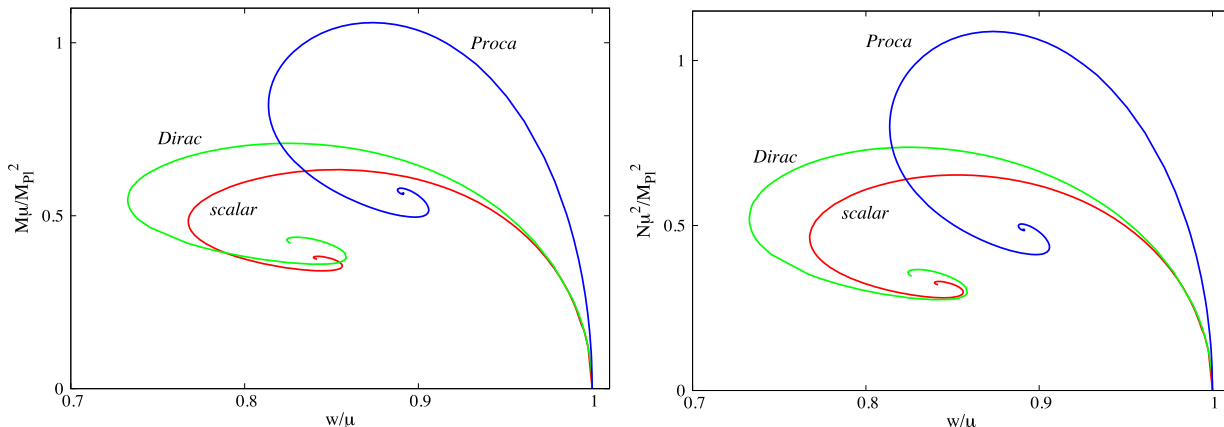 1
0.5
0
Mμ/M_Pl^2
Proca
Dirac
scalar
0.7
0.8
0.9
1
w/μ
1
0.5
0
Nμ^2/M_Pl^2
Proca
Dirac
scalar
0.7
0.8
0.9
1
w/μ